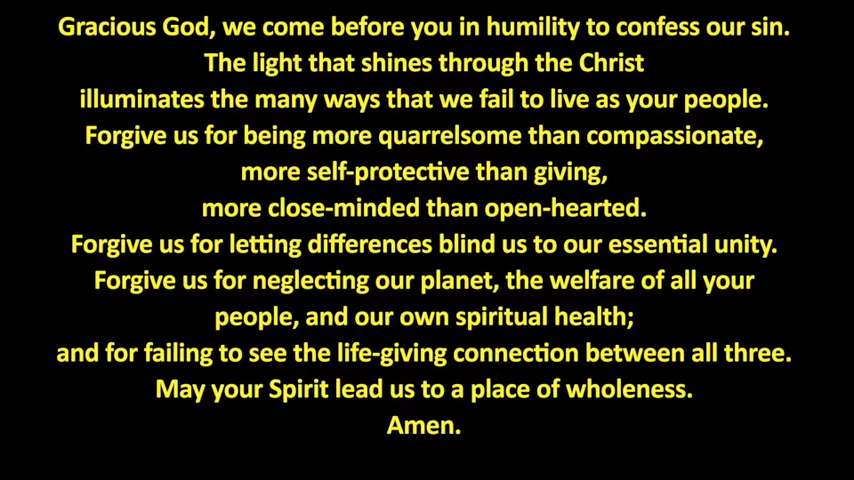 Gracious God, we come before you in humility to confess our sin.
The light that shines through the Christ
illuminates the many ways that we fail to live as your people.
Forgive us for being more quarrelsome than compassionate,
more self-protective than giving,
more close-minded than open-hearted.
Forgive us for letting differences blind us to our essential unity.
Forgive us for neglecting our planet, the welfare of all your
people, and our own spiritual health;
and for failing to see the life-giving connection between all three.
May your Spirit lead us to a place of wholeness.
Amen.